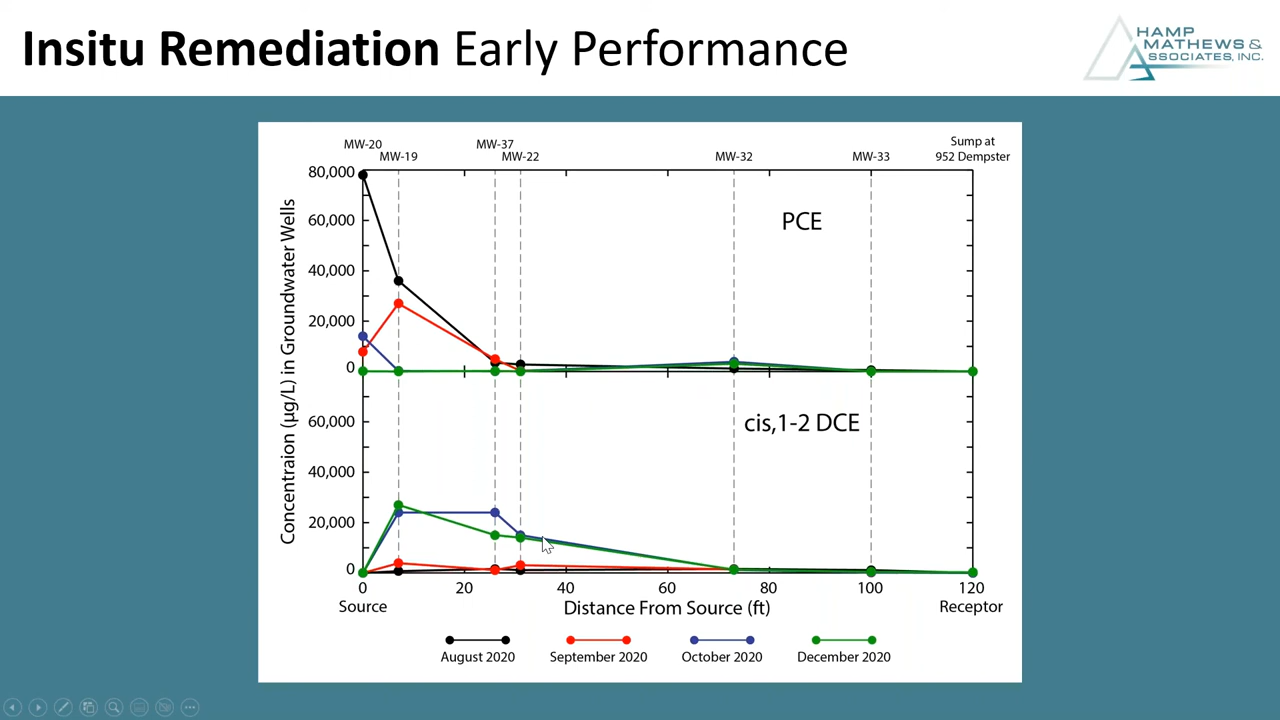 Insitu Remediation Early Performance
HAMP
MATHEWS &
SSOCIATES, INC.
MW-20
MW-19
MW-37
MW-22
MW-32
MW-33
Sump at
952 Dempster
80,000
60,000
40,000
20,000
0
PCE
Concentraion (µg/L) in Groundwater Wells
60,000
40,000
20,000
0
cis,1-2 DCE
0 20 40 60 80 100 120
Source Distance From Source (ft) Receptor
August 2020 September 2020 October 2020 December 2020